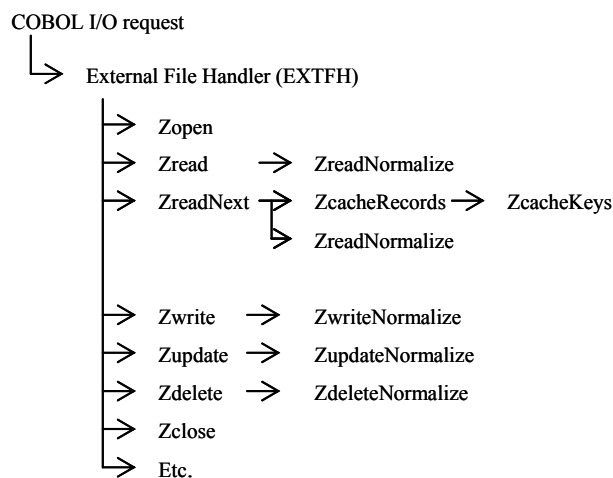 COBOL I/O request
External File Handler (EXTFH)
Zopen
Zread ZreadNormalize
ZreadNext ZcacheRecords ZcacheKeys
ZreadNormalize
Zwrite ZwriteNormalize
Zupdate ZupdateNormalize
Zdelete ZdeleteNormalize
Zclose
Etc.